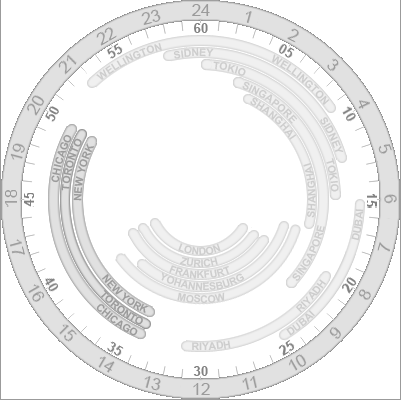 24
1
2
3
4
5
6
7
8
9
10
11
12
13
14
15
16
17
18
19
20
21
22
23
60
05
10
15
20
25
30
35
40
45
50
55
WELLINGTON
WELLINGTON
SIDNEY
SIDNEY
TOKIO
TOKIO
SINGAPORE
SINGAPORE
SHANGHAI
SHANGHAI
DUBAI
DUBAI
RIYADH
RIYADH
CHICAGO
CHICAGO
TORONTO
TORONTO
NEW YORK
NEW YORK
LONDON
ZURICH
FRANKFURT
YOHANNESBURG
MOSCOW